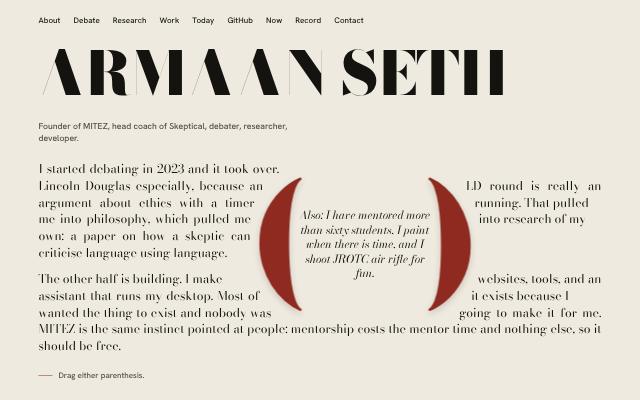 About Debate Research Work Today GitHub Now Record Contact
ARMAAN SETH
Founder of MITEZ, head coach of Skeptical, debater, researcher,
developer.
I started debating in 2023 and it took over.
Lincoln Douglas especially, because an LD round is really an
argument about ethics with a timer running. That pulled
me into philosophy, which pulled me into research of my
own: a paper on how a skeptic can
criticise language using language.
Also: I have mentored more
than sixty students, I paint
when there is time, and I
shoot JROTC air rifle for
fun.
The other half is building. I make websites, tools, and an
assistant that runs my desktop. Most of it exists because I
wanted the thing to exist and nobody was going to make it for me.
MITEZ is the same instinct pointed at people: mentorship costs the mentor time and nothing else, so it
should be free.
Drag either parenthesis.